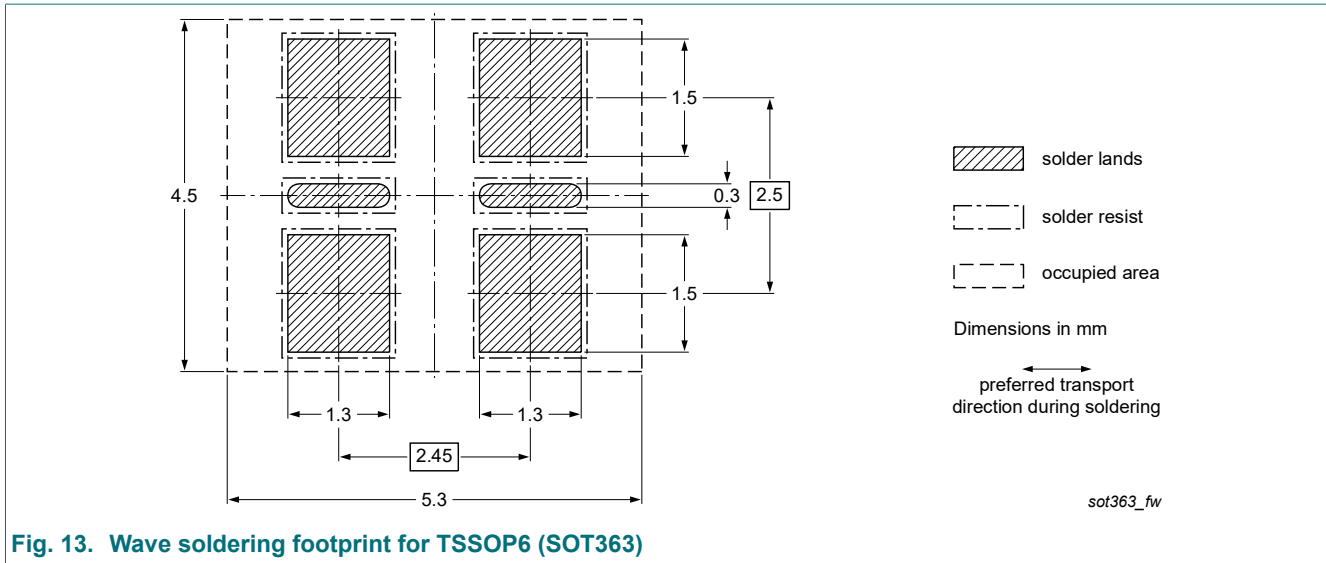 1.5
solder lands
4.5
0.3
2.5
solder resist
occupied area
1.5
Dimensions in mm
preferred transport
direction during soldering
1.3
1.3
2.45
5.3
sot363_fw
Fig. 13. Wave soldering footprint for TSSOP6 (SOT363)